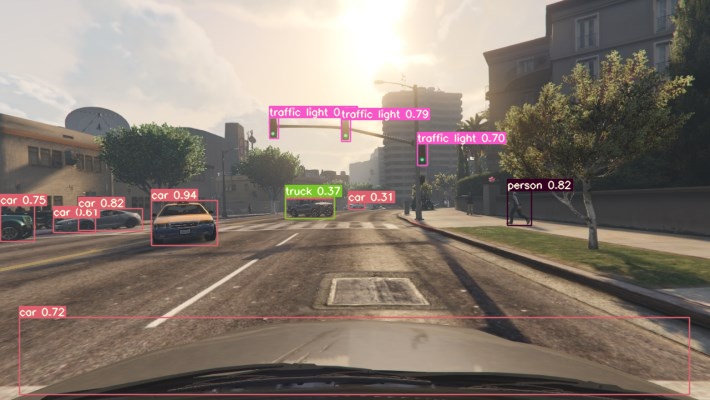 traffic light 0
traffic light 0.79
traffic light 0.70
person 0.82
truck 0.37
car 0.31
car 0.94
car 0.75
car 0.82
car 0.61
car 0.72